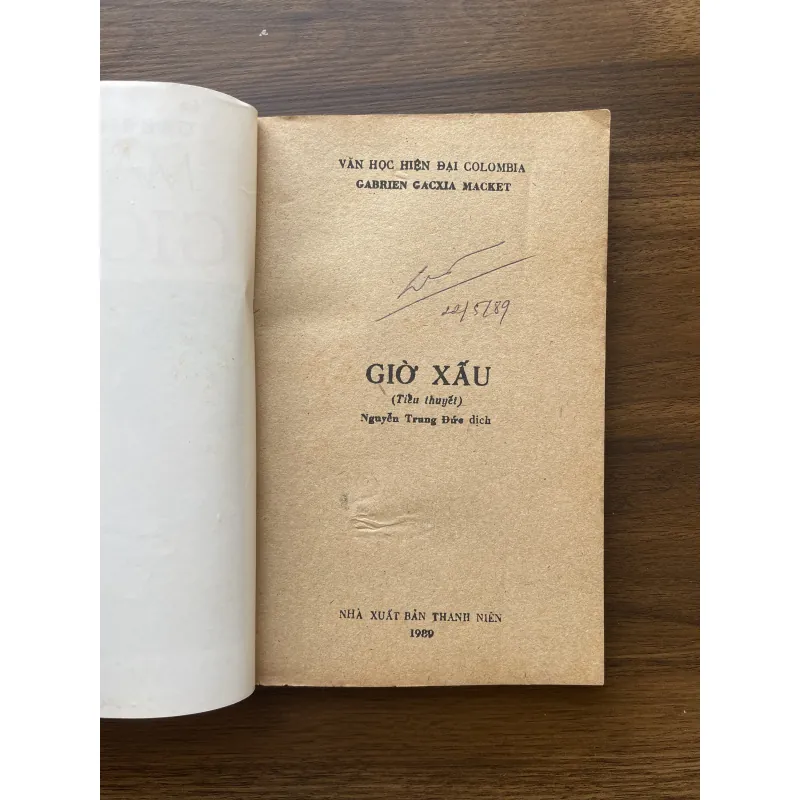 VĂN HỌC HIỆN ĐẠI COLOMBIA
GABRIEN GACXIA MACKET
22/5/89
GIỜ XẤU
(Tiểu thuyết)
Nguyễn Trung Đức dịch
NHÀ XUẤT BẢN THANH NIÊN
1989